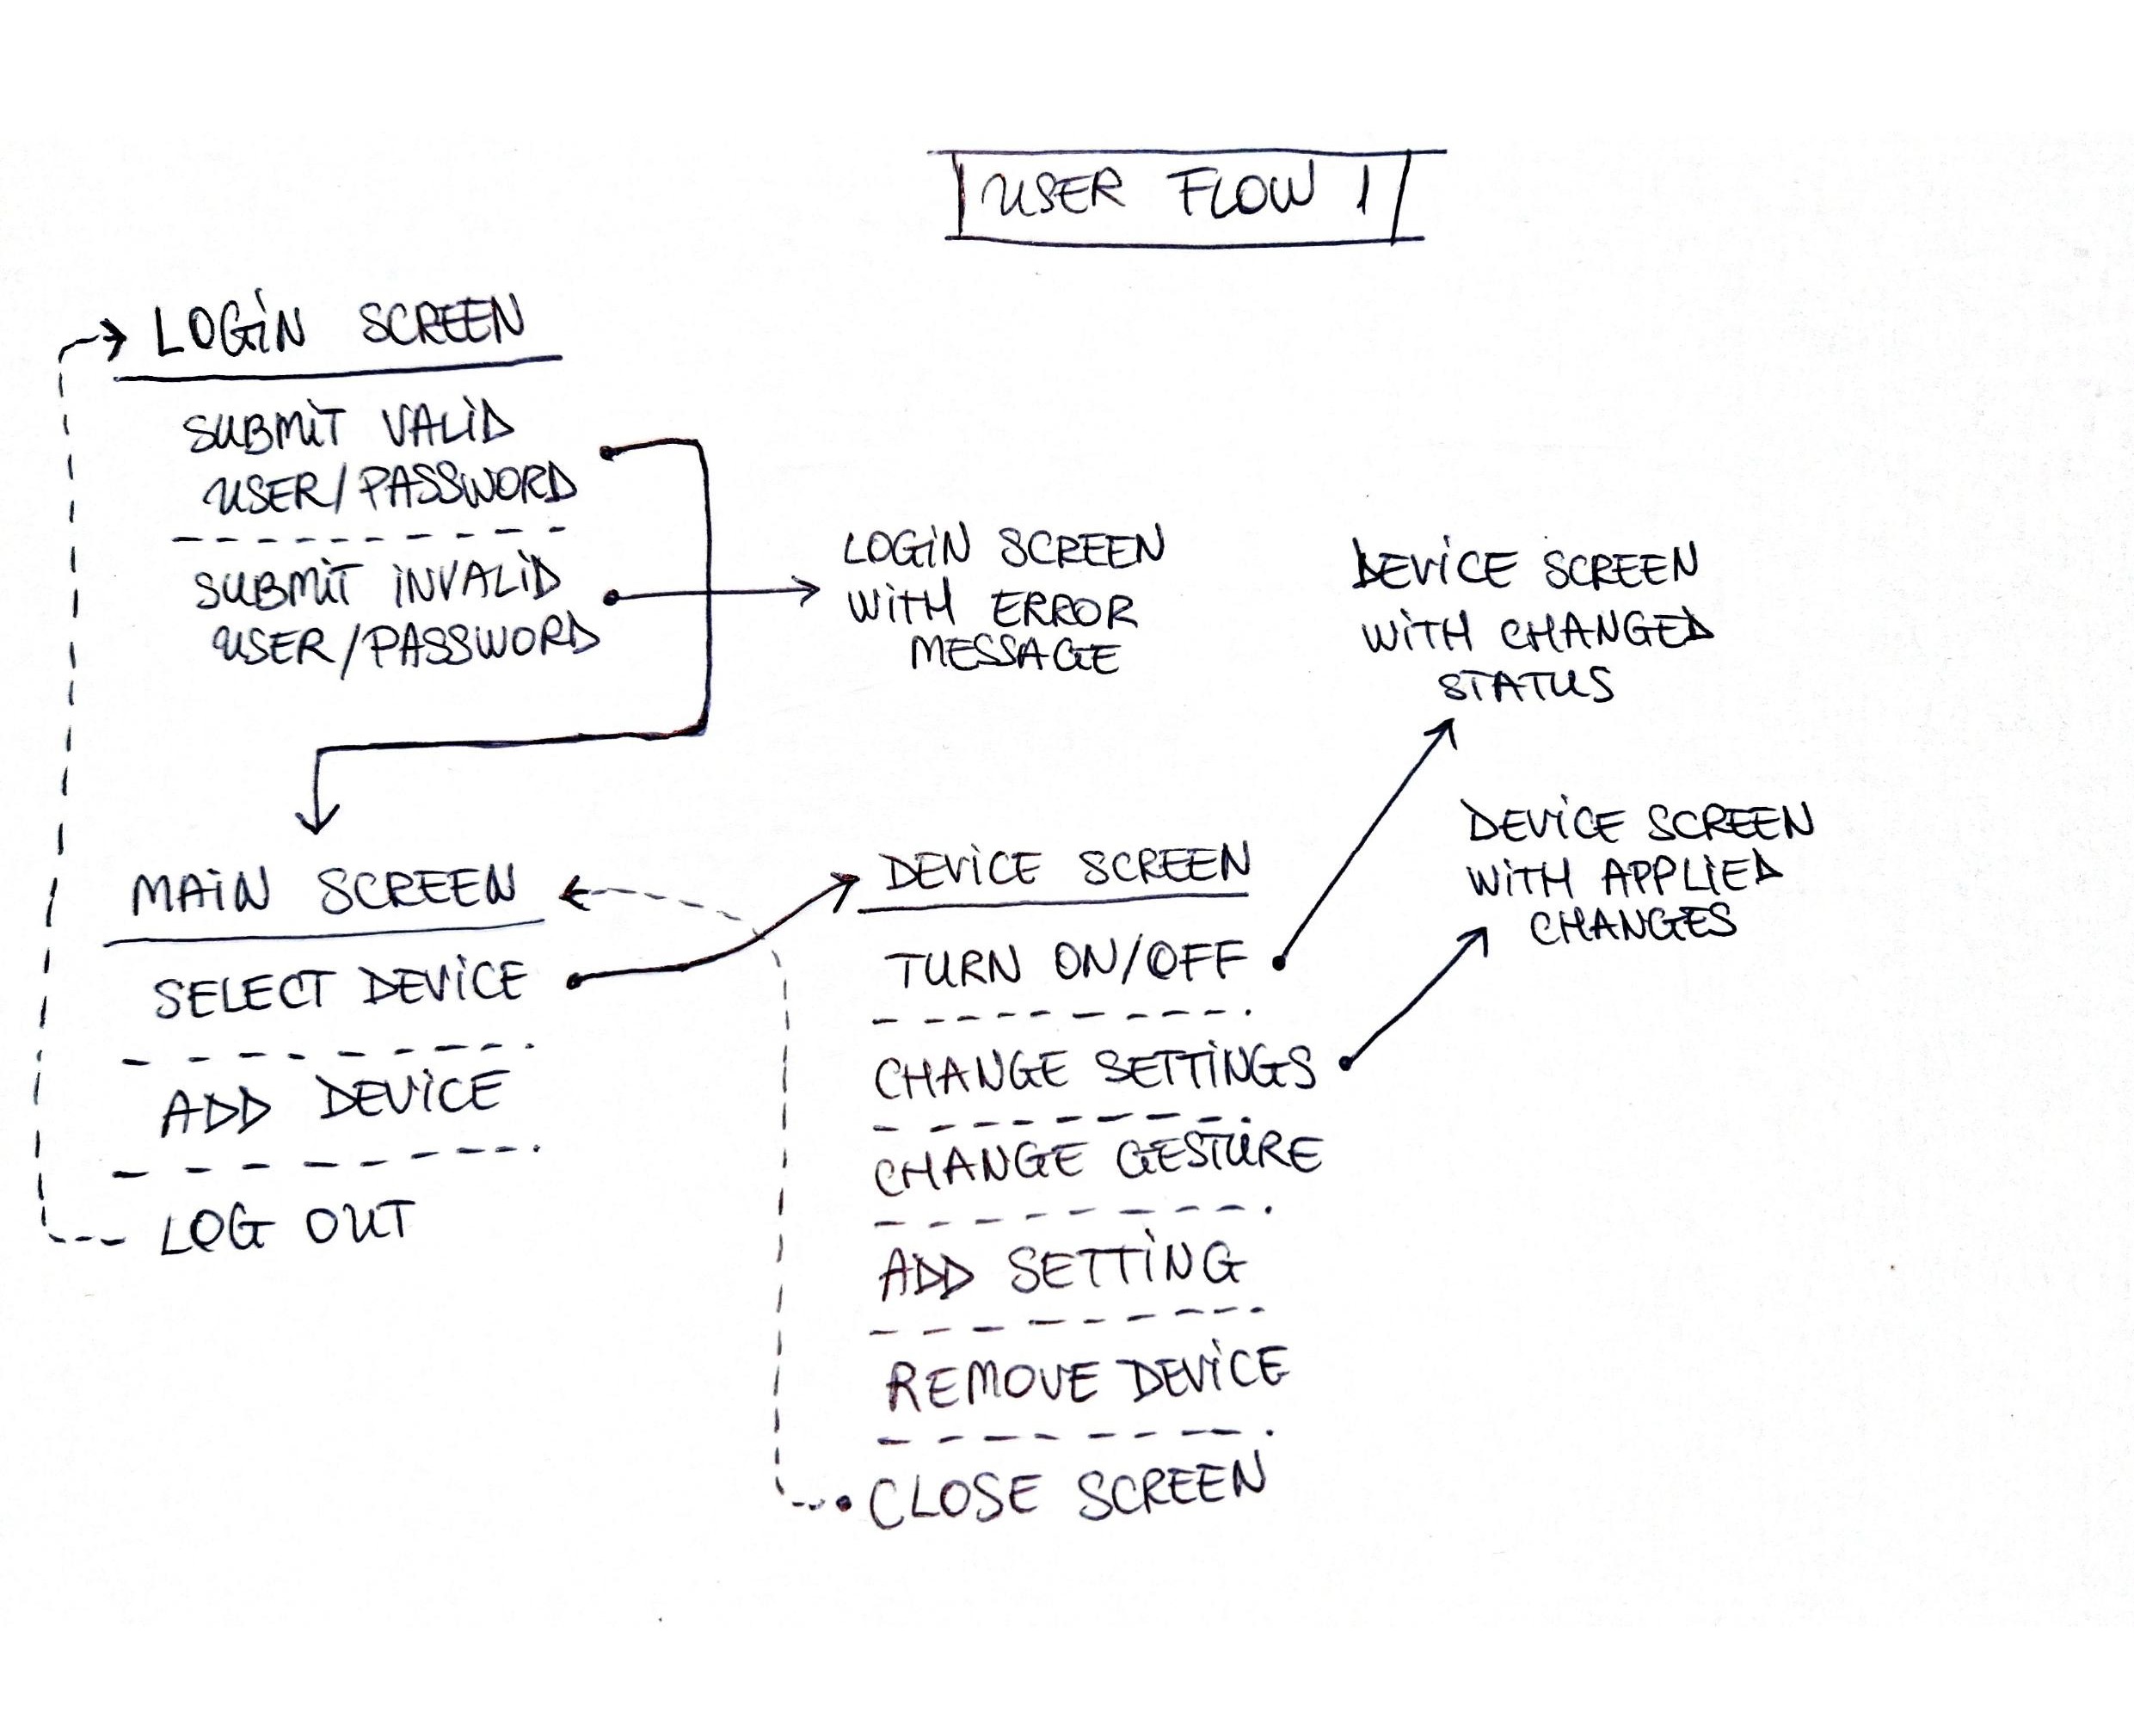 USER FLOW 1
LOGIN SCREEN
SUBMIT VALID
USER/PASSWORD
SUBMIT INVALID
USER/PASSWORD
LOGIN SCREEN
WITH ERROR
MESSAGE
DEVICE SCREEN
WITH CHANGED
STATUS
MAIN SCREEN
SELECT DEVICE
ADD DEVICE
LOG OUT
DEVICE SCREEN
TURN ON/OFF
CHANGE SETTINGS
CHANGE GESTURE
ADD SETTING
REMOVE DEVICE
CLOSE SCREEN
DEVICE SCREEN
WITH APPLIED
CHANGES